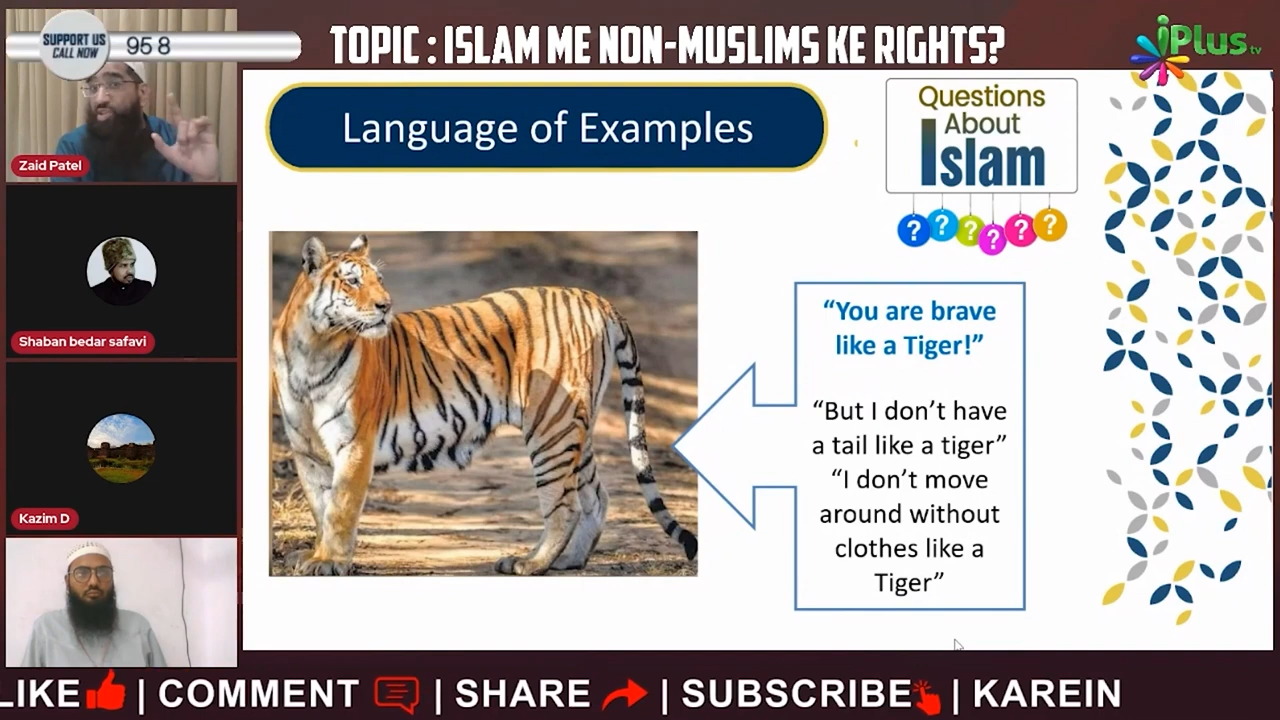 SUPPORT US
CALL NOW
95 8
TOPIC : ISLAM ME NON-MUSLIMS KE RIGHTS?
iPlus tv
Zaid Patel
Shaban bedar safavi
Kazim D
Language of Examples
Questions
About
Islam
? ? ? ? ? ?
“You are brave
like a Tiger!”
“But I don’t have
a tail like a tiger”
“I don’t move
around without
clothes like a
Tiger”
LIKE | COMMENT | SHARE | SUBSCRIBE | KAREIN